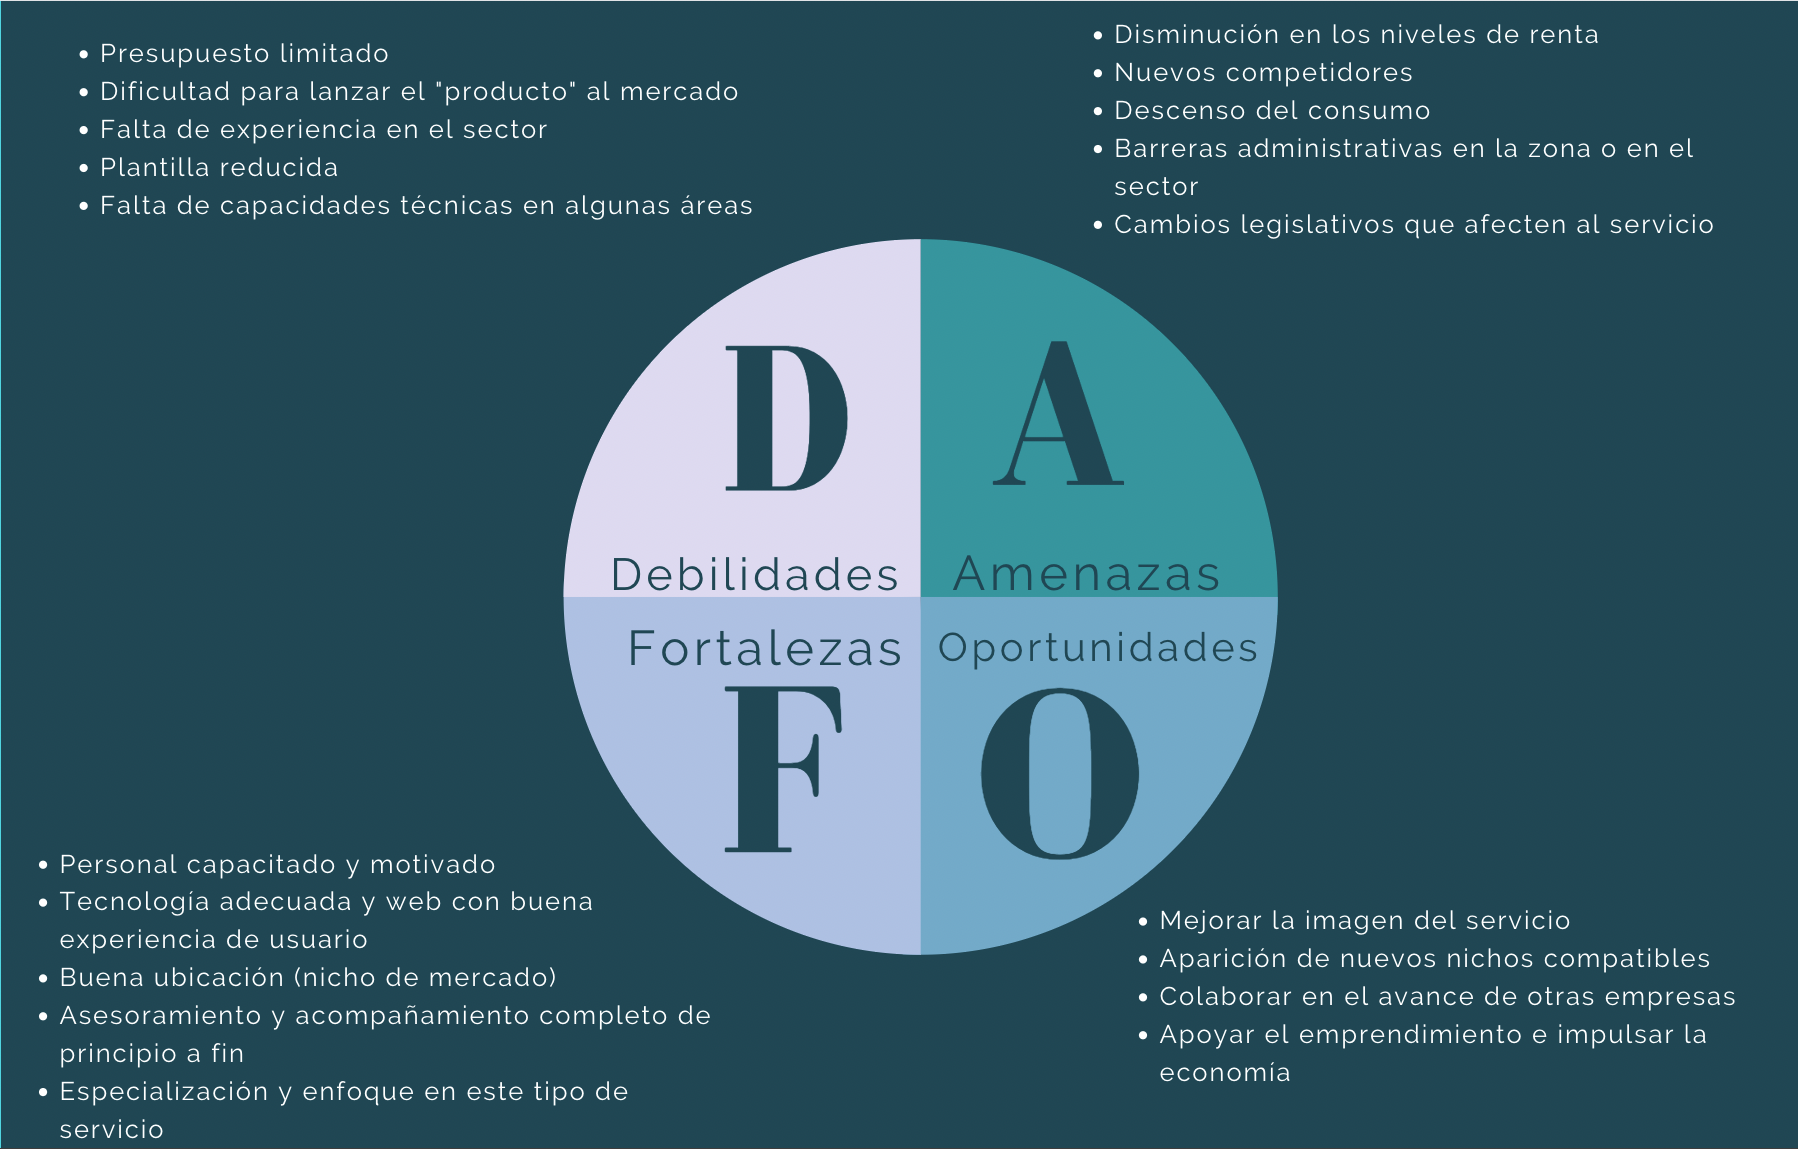 • Presupuesto limitado
• Dificultad para lanzar el "producto" al mercado
• Falta de experiencia en el sector
• Plantilla reducida
• Falta de capacidades técnicas en algunas áreas
• Disminución en los niveles de renta
• Nuevos competidores
• Descenso del consumo
• Barreras administrativas en la zona o en el
sector
• Cambios legislativos que afecten al servicio
D
Debilidades
A
Amenazas
Fortalezas
F
Oportunidades
O
• Personal capacitado y motivado
• Tecnología adecuada y web con buena
experiencia de usuario
• Buena ubicación (nicho de mercado)
• Asesoramiento y acompañamiento completo de
principio a fin
• Especialización y enfoque en este tipo de
servicio
• Mejorar la imagen del servicio
• Aparición de nuevos nichos compatibles
• Colaborar en el avance de otras empresas
• Apoyar el emprendimiento e impulsar la
economía